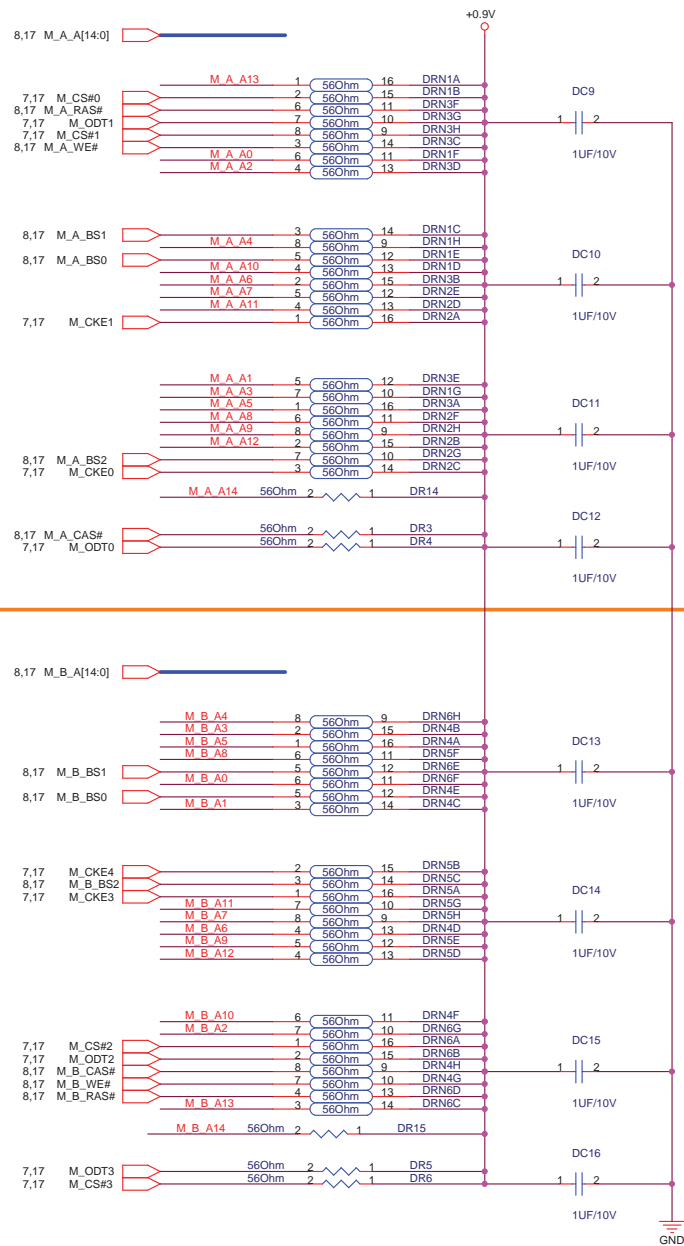 +0.9V
8,17 M_A_A[14:0]
M_A_A13 1 56Ohm 16 DRN1A
7,17 M_CS#0 2 56Ohm 15 DRN1B
8,17 M_A_RAS# 6 56Ohm 11 DRN3F
7,17 M_ODT1 7 56Ohm 10 DRN3G
7,17 M_CS#1 8 56Ohm 9 DRN3H
8,17 M_A_WE# 3 56Ohm 14 DRN3C
M_A_A0 6 56Ohm 11 DRN1F
M_A_A2 4 56Ohm 13 DRN3D
DC9
1 2
1UF/10V
8,17 M_A_BS1 3 56Ohm 14 DRN1C
M_A_A4 8 56Ohm 9 DRN1H
8,17 M_A_BS0 5 56Ohm 12 DRN1E
M_A_A10 4 56Ohm 13 DRN1D
M_A_A6 2 56Ohm 15 DRN3B
M_A_A7 5 56Ohm 12 DRN2E
M_A_A11 4 56Ohm 13 DRN2D
7,17 M_CKE1 1 56Ohm 16 DRN2A
DC10
1 2
1UF/10V
M_A_A1 5 56Ohm 12 DRN3E
M_A_A3 7 56Ohm 10 DRN1G
M_A_A5 1 56Ohm 16 DRN3A
M_A_A8 6 56Ohm 11 DRN2F
M_A_A9 8 56Ohm 9 DRN2H
M_A_A12 2 56Ohm 15 DRN2B
8,17 M_A_BS2 7 56Ohm 10 DRN2G
7,17 M_CKE0 3 56Ohm 14 DRN2C
DC11
1 2
1UF/10V
M_A_A14 56Ohm 2 1 DR14
8,17 M_A_CAS# 56Ohm 2 1 DR3
7,17 M_ODT0 56Ohm 2 1 DR4
DC12
1 2
1UF/10V
8,17 M_B_A[14:0]
M_B_A4 8 56Ohm 9 DRN6H
M_B_A3 2 56Ohm 15 DRN4B
M_B_A5 1 56Ohm 16 DRN4A
M_B_A8 6 56Ohm 11 DRN5F
8,17 M_B_BS1 5 56Ohm 12 DRN6E
M_B_A0 6 56Ohm 11 DRN6F
8,17 M_B_BS0 5 56Ohm 12 DRN4E
M_B_A1 3 56Ohm 14 DRN4C
DC13
1 2
1UF/10V
7,17 M_CKE4 2 56Ohm 15 DRN5B
8,17 M_B_BS2 3 56Ohm 14 DRN5C
7,17 M_CKE3 1 56Ohm 16 DRN5A
M_B_A11 7 56Ohm 10 DRN5G
M_B_A7 8 56Ohm 9 DRN5H
M_B_A6 4 56Ohm 13 DRN4D
M_B_A9 5 56Ohm 12 DRN5E
M_B_A12 4 56Ohm 13 DRN5D
DC14
1 2
1UF/10V
M_B_A10 6 56Ohm 11 DRN4F
M_B_A2 7 56Ohm 10 DRN6G
7,17 M_CS#2 1 56Ohm 16 DRN6A
7,17 M_ODT2 2 56Ohm 15 DRN6B
8,17 M_B_CAS# 8 56Ohm 9 DRN4H
8,17 M_B_WE# 7 56Ohm 10 DRN4G
8,17 M_B_RAS# 4 56Ohm 13 DRN6D
M_B_A13 3 56Ohm 14 DRN6C
DC15
1 2
1UF/10V
M_B_A14 56Ohm 2 1 DR15
7,17 M_ODT3 56Ohm 2 1 DR5
7,17 M_CS#3 56Ohm 2 1 DR6
DC16
1 2
1UF/10V
GND